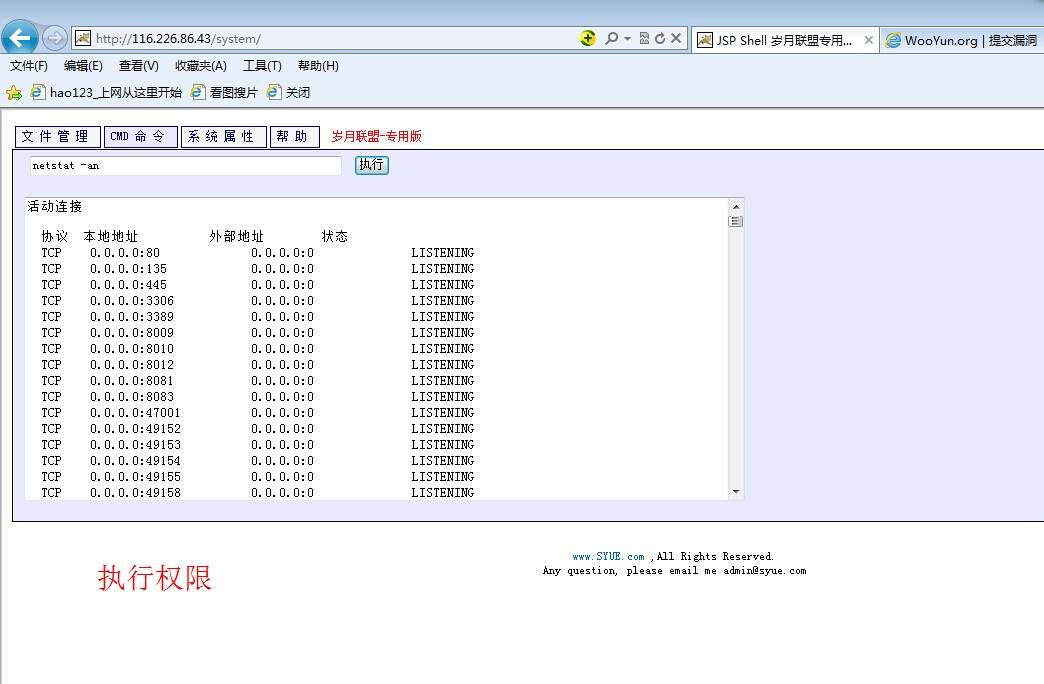 http://116.226.86.43/system/
JSP Shell 岁月联盟专用...
WooYun.org | 提交漏洞
文件(F) 编辑(E) 查看(V) 收藏夹(A) 工具(T) 帮助(H)
hao123_上网从这里开始 看图搜片 关闭
文件管理 CMD命令 系统属性 帮助 岁月联盟-专用版
netstat -an 执行
活动连接
协议 本地地址 外部地址 状态
TCP 0.0.0.0:80 0.0.0.0:0 LISTENING
TCP 0.0.0.0:135 0.0.0.0:0 LISTENING
TCP 0.0.0.0:445 0.0.0.0:0 LISTENING
TCP 0.0.0.0:3306 0.0.0.0:0 LISTENING
TCP 0.0.0.0:3389 0.0.0.0:0 LISTENING
TCP 0.0.0.0:8009 0.0.0.0:0 LISTENING
TCP 0.0.0.0:8010 0.0.0.0:0 LISTENING
TCP 0.0.0.0:8012 0.0.0.0:0 LISTENING
TCP 0.0.0.0:8081 0.0.0.0:0 LISTENING
TCP 0.0.0.0:8083 0.0.0.0:0 LISTENING
TCP 0.0.0.0:47001 0.0.0.0:0 LISTENING
TCP 0.0.0.0:49152 0.0.0.0:0 LISTENING
TCP 0.0.0.0:49153 0.0.0.0:0 LISTENING
TCP 0.0.0.0:49154 0.0.0.0:0 LISTENING
TCP 0.0.0.0:49155 0.0.0.0:0 LISTENING
TCP 0.0.0.0:49158 0.0.0.0:0 LISTENING
www.SYUE.com ,All Rights Reserved.
Any question, please email me admin@syue.com
执行权限